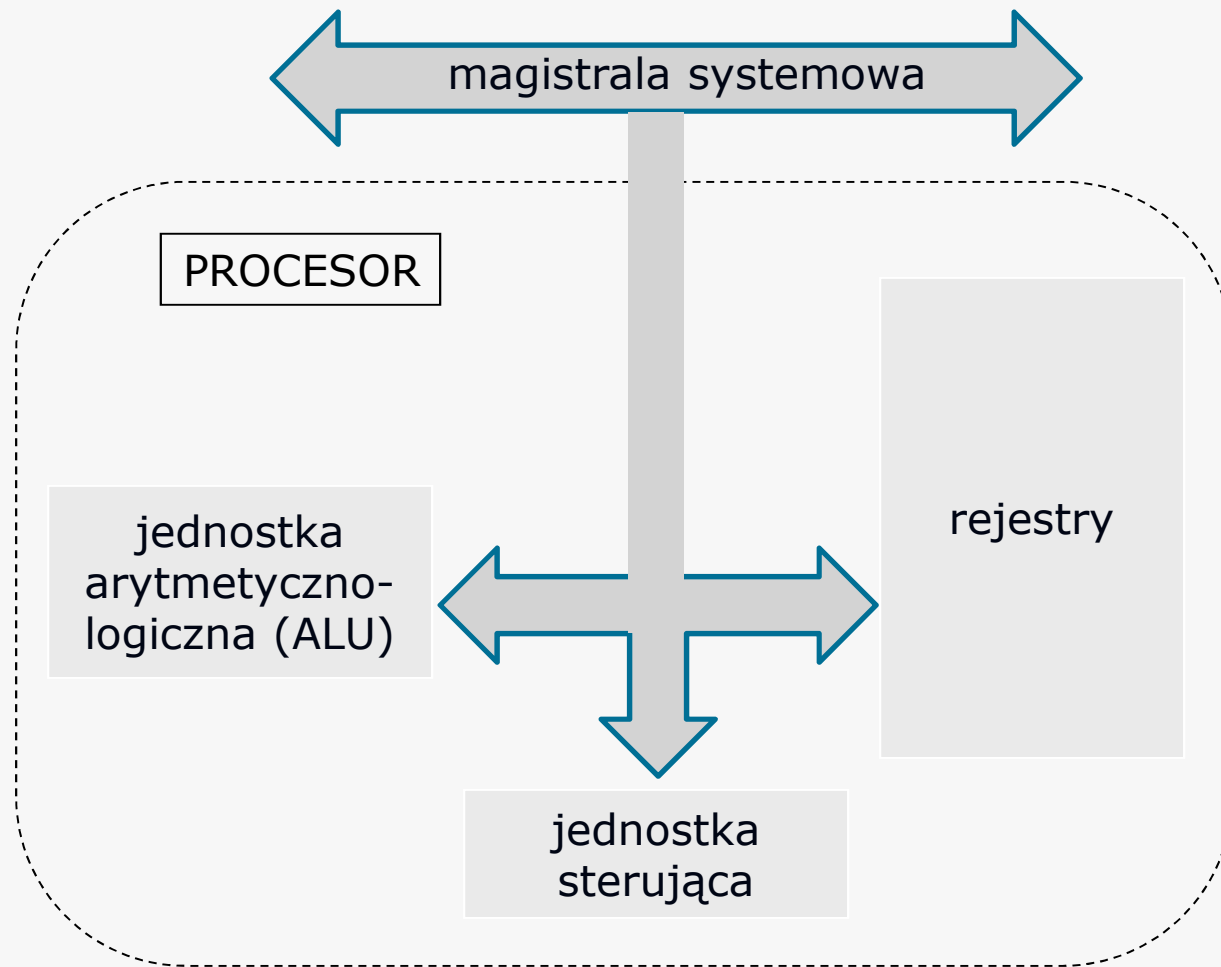 magistrala systemowa
PROCESOR
jednostka
arytmetyczno-
logiczna (ALU)
rejestry
jednostka
sterująca